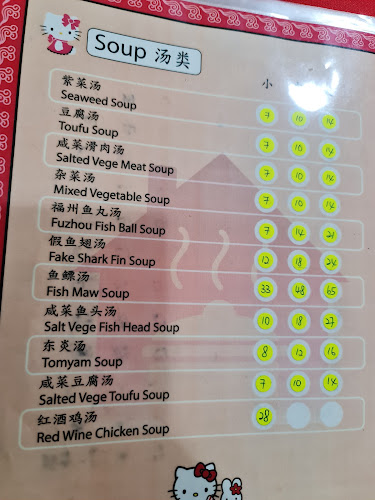 Soup 汤类
小
紫菜汤
Seaweed Soup 7 10 14
豆腐汤
Toufu Soup 7 10 14
咸菜滑肉汤
Salted Vege Meat Soup 7 10 14
杂菜汤
Mixed Vegetable Soup 7 10 14
福州鱼丸汤
Fuzhou Fish Ball Soup 7 14 21
假鱼翅汤
Fake Shark Fin Soup 12 18 24
鱼鳔汤
Fish Maw Soup 33 48 65
咸菜鱼头汤
Salt Vege Fish Head Soup 10 18 27
东炎汤
Tomyam Soup 8 12 16
咸菜豆腐汤
Salted Vege Toufu Soup 7 10 14
红酒鸡汤
Red Wine Chicken Soup 28